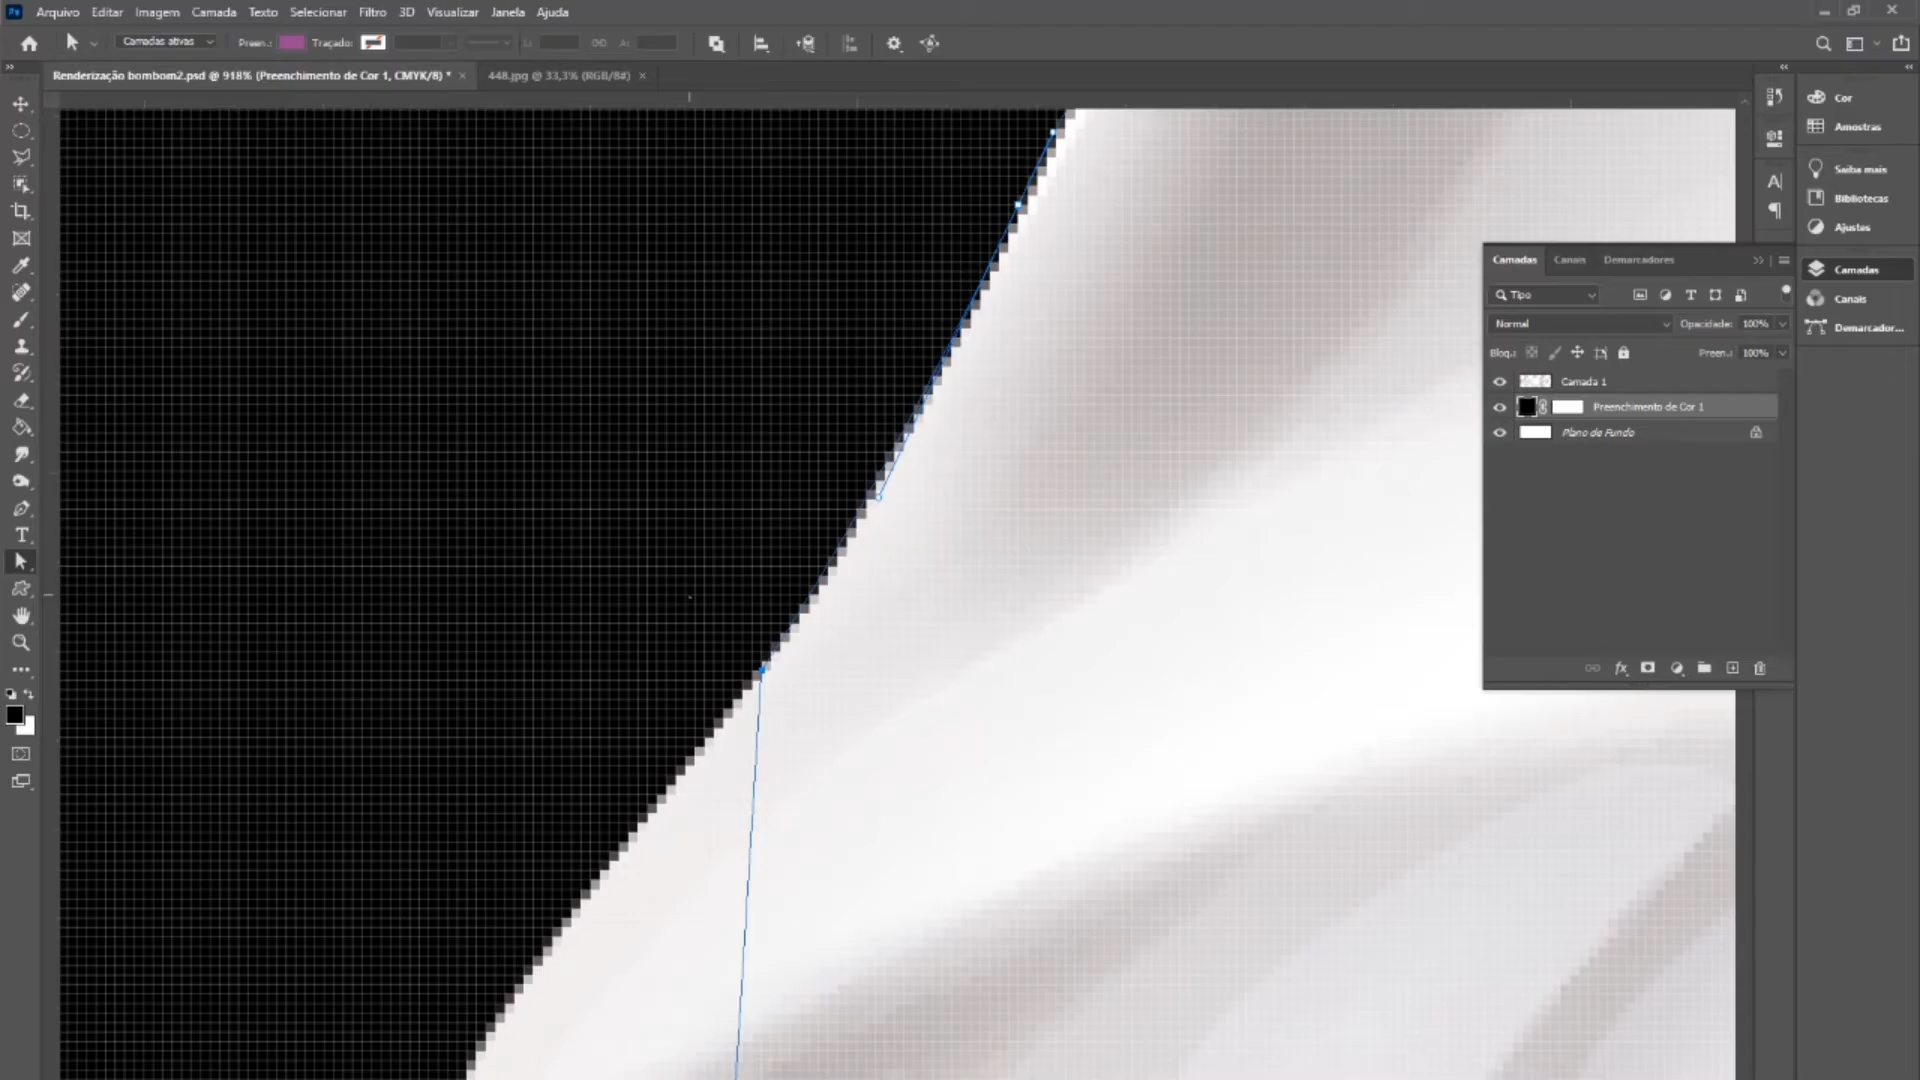 Ps Arquivo Editar Imagem Camada Texto Selecionar Filtro 3D Visualizar Janela Ajuda
Camadas ativas Preen.: Traçado: L: A:
Renderização bombom2.psd @ 918% (Preenchimento de Cor 1, CMYK/8) * × 448.jpg @ 33,3% (RGB/8#) ×
Cor
Amostras
Saiba mais
Bibliotecas
Ajustes
Camadas
Canais
Demarcador...
Camadas Canais Demarcadores
Tipo
Normal Opacidade: 100%
Bloq.: Preen.: 100%
Camada 1
Preenchimento de Cor 1
Plano de Fundo